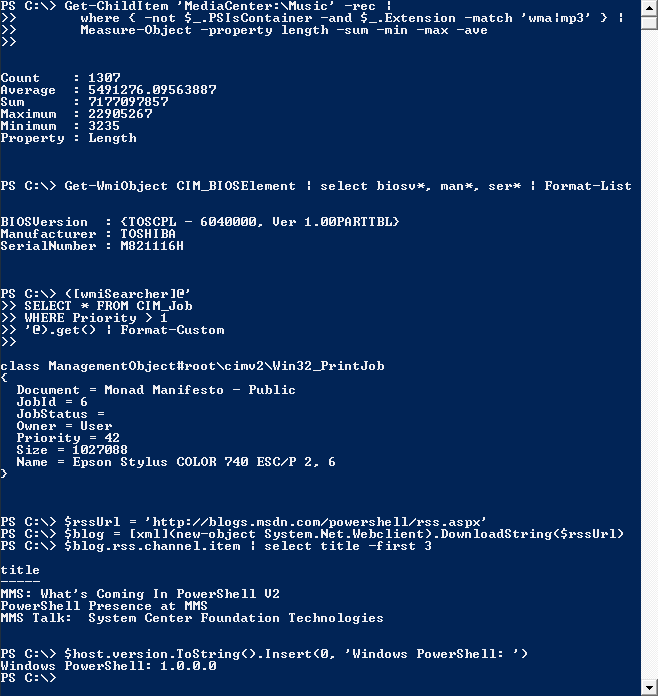 PS C:\> Get-ChildItem 'MediaCenter:\Music' -rec |
>>      where { -not $_.PSIsContainer -and $_.Extension -match 'wma|mp3' } |
>>      Measure-Object -property length -sum -min -max -ave
>>
Count    : 1307
Average  : 5491276.09563887
Sum      : 7177097857
Maximum  : 22905267
Minimum  : 3235
Property : Length
PS C:\> Get-WmiObject CIM_BIOSElement | select biosv*, man*, ser* | Format-List
BIOSVersion  : {TOSCPL - 6040000, Ver 1.00PARTTBL}
Manufacturer : TOSHIBA
SerialNumber : M821116H
PS C:\> ([wmiSearcher]@'
>> SELECT * FROM CIM_Job
>> WHERE Priority > 1
>> '@).get() | Format-Custom
>>
class ManagementObject#root\cimv2\Win32_PrintJob
{
  Document = Monad Manifesto - Public
  JobId = 6
  JobStatus =
  Owner = User
  Priority = 42
  Size = 1027088
  Name = Epson Stylus COLOR 740 ESC/P 2, 6
}
PS C:\> $rssUrl = 'http://blogs.msdn.com/powershell/rss.aspx'
PS C:\> $blog = [xml](new-object System.Net.Webclient).DownloadString($rssUrl)
PS C:\> $blog.rss.channel.item | select title -first 3
title
-----
MMS: What's Coming In PowerShell V2
PowerShell Presence at MMS
MMS Talk:  System Center Foundation Technologies
PS C:\> $host.version.ToString().Insert(0, 'Windows PowerShell: ')
Windows PowerShell: 1.0.0.0
PS C:\>